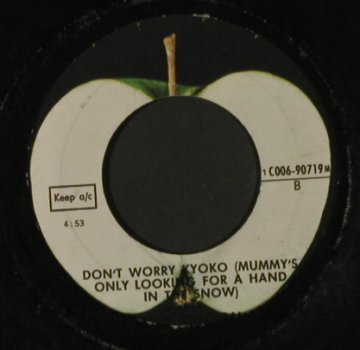 Keep o/c
4:53
1 C006-90719 M
B
DON'T WORRY KYOKO (MUMMY'S
ONLY LOOKING FOR A HAND
IN THE SNOW)